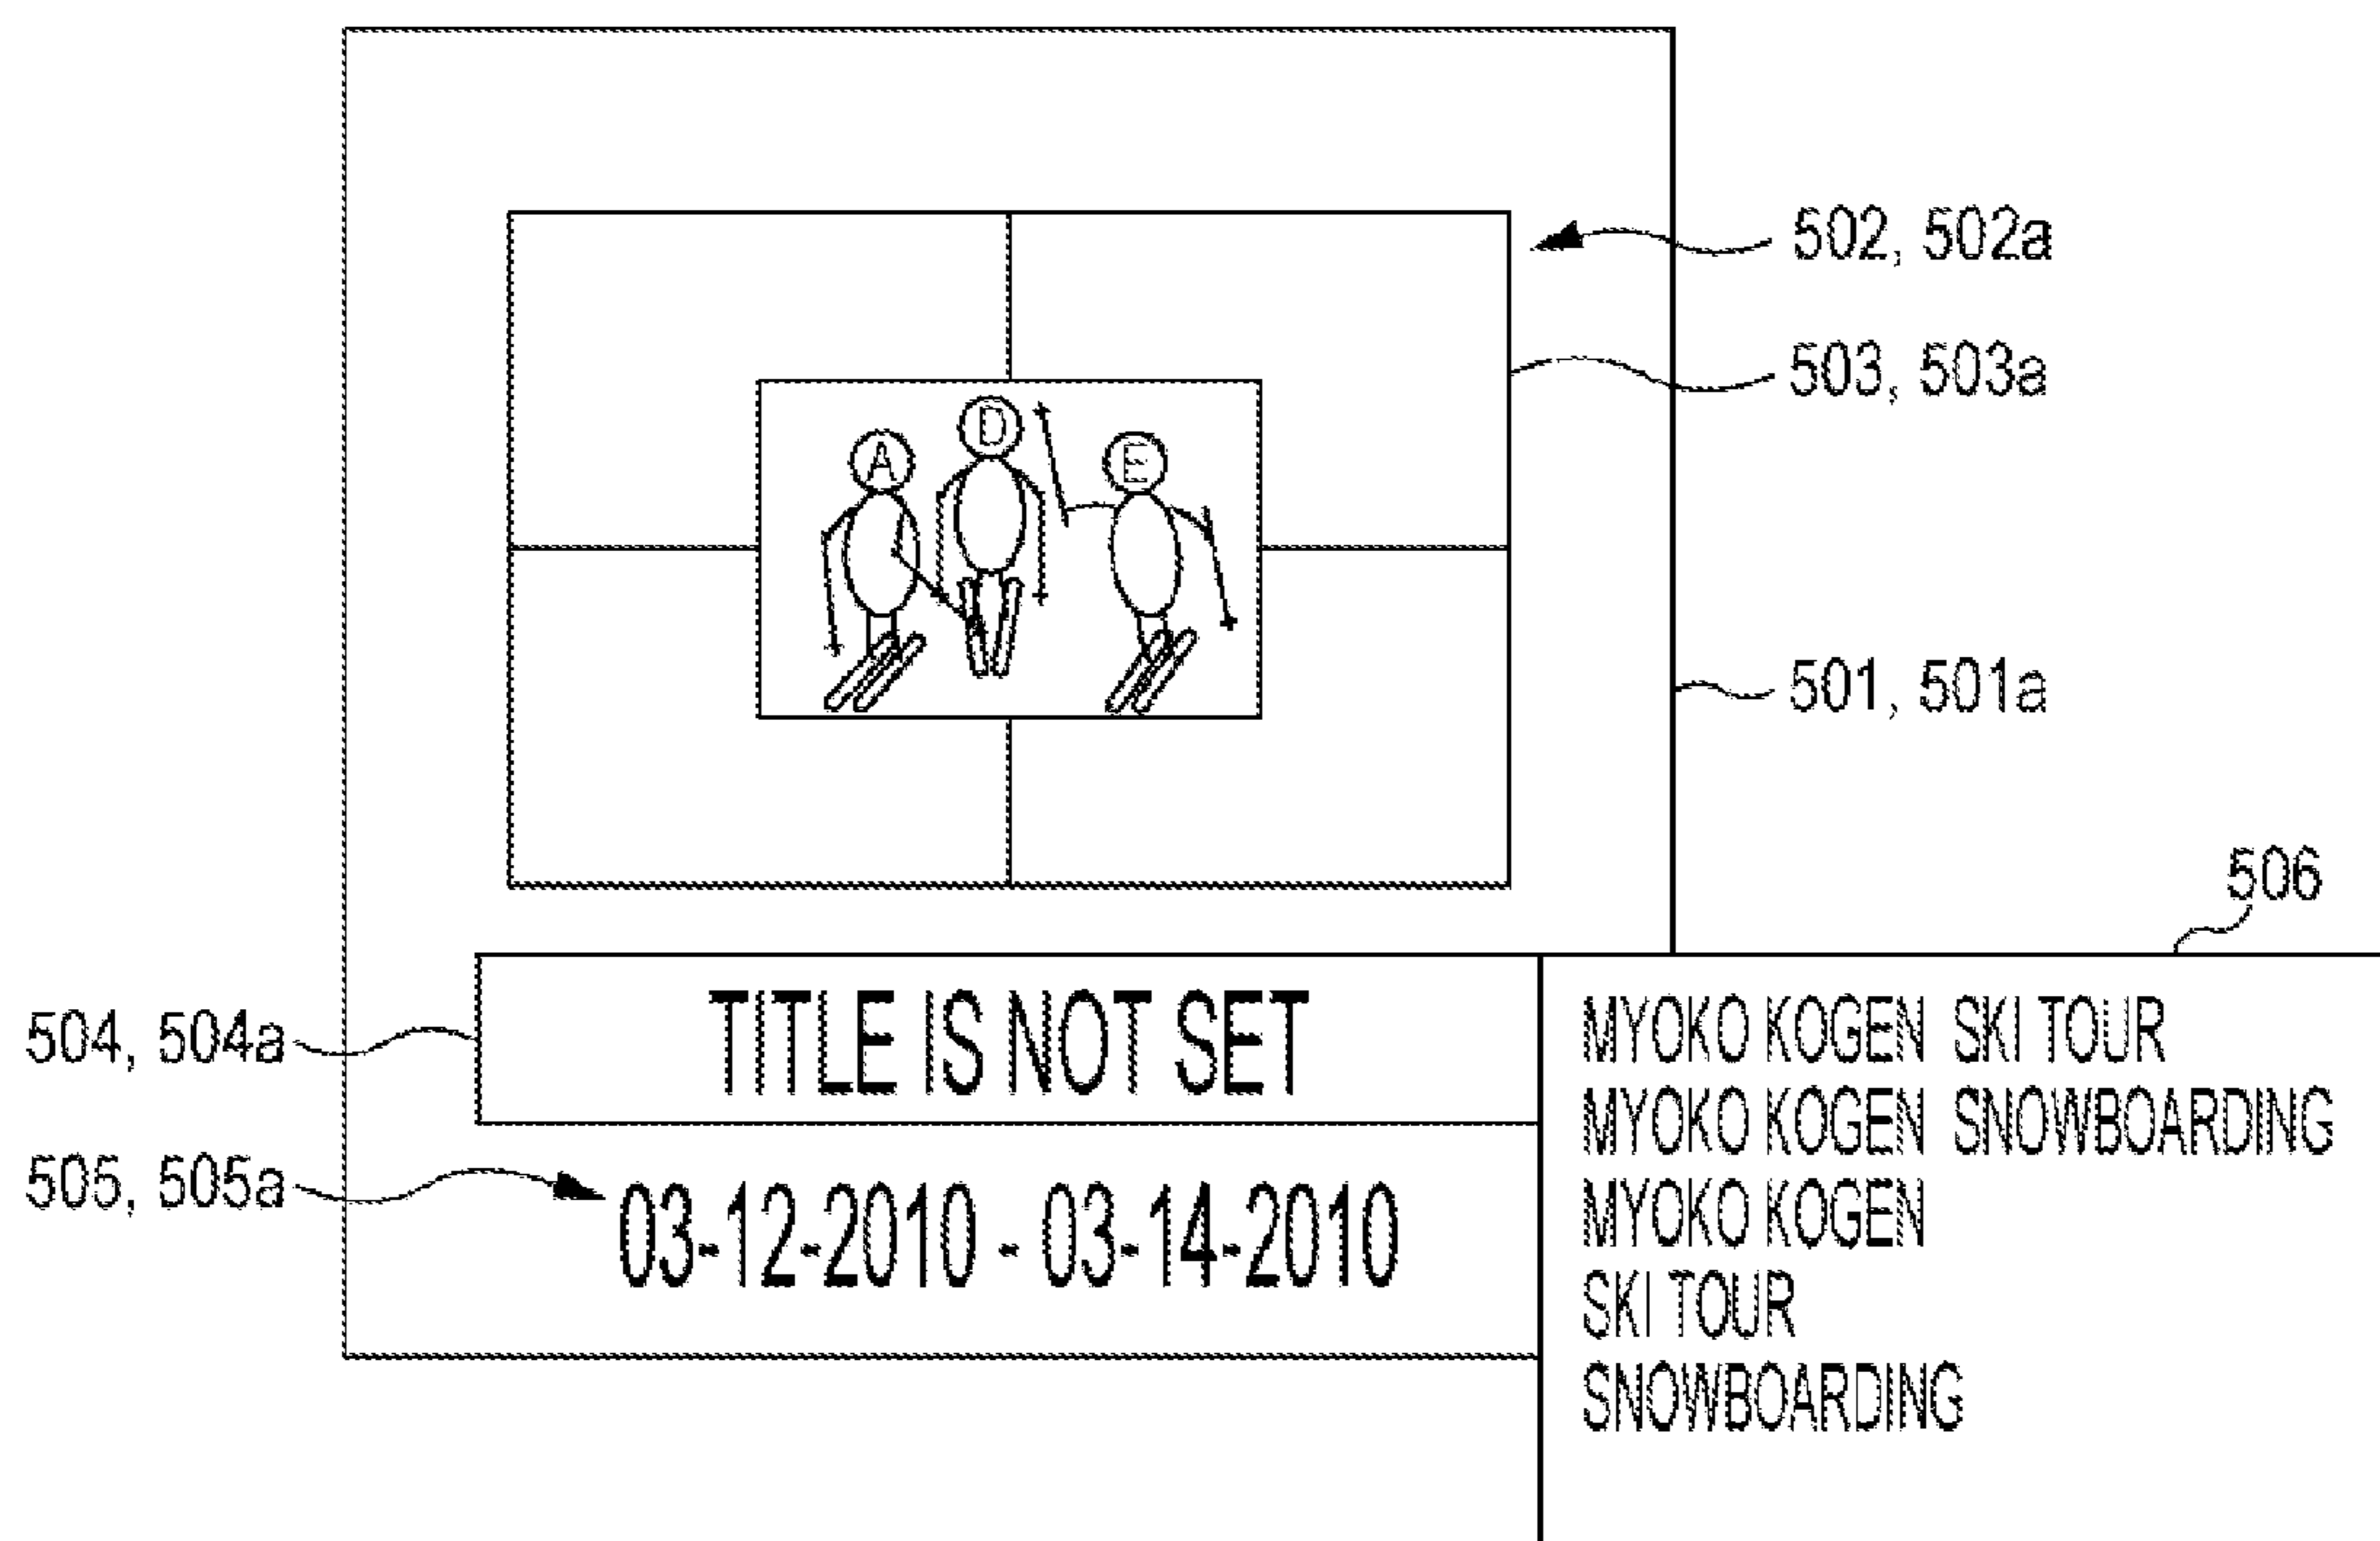 502, 502a
503, 503a
A
D
E
501, 501a
506
504, 504a
TITLE IS NOT SET
505, 505a
03-12-2010 - 03-14-2010
MYOKO KOGEN SKI TOUR
MYOKO KOGEN SNOWBOARDING
MYOKO KOGEN
SKI TOUR
SNOWBOARDING